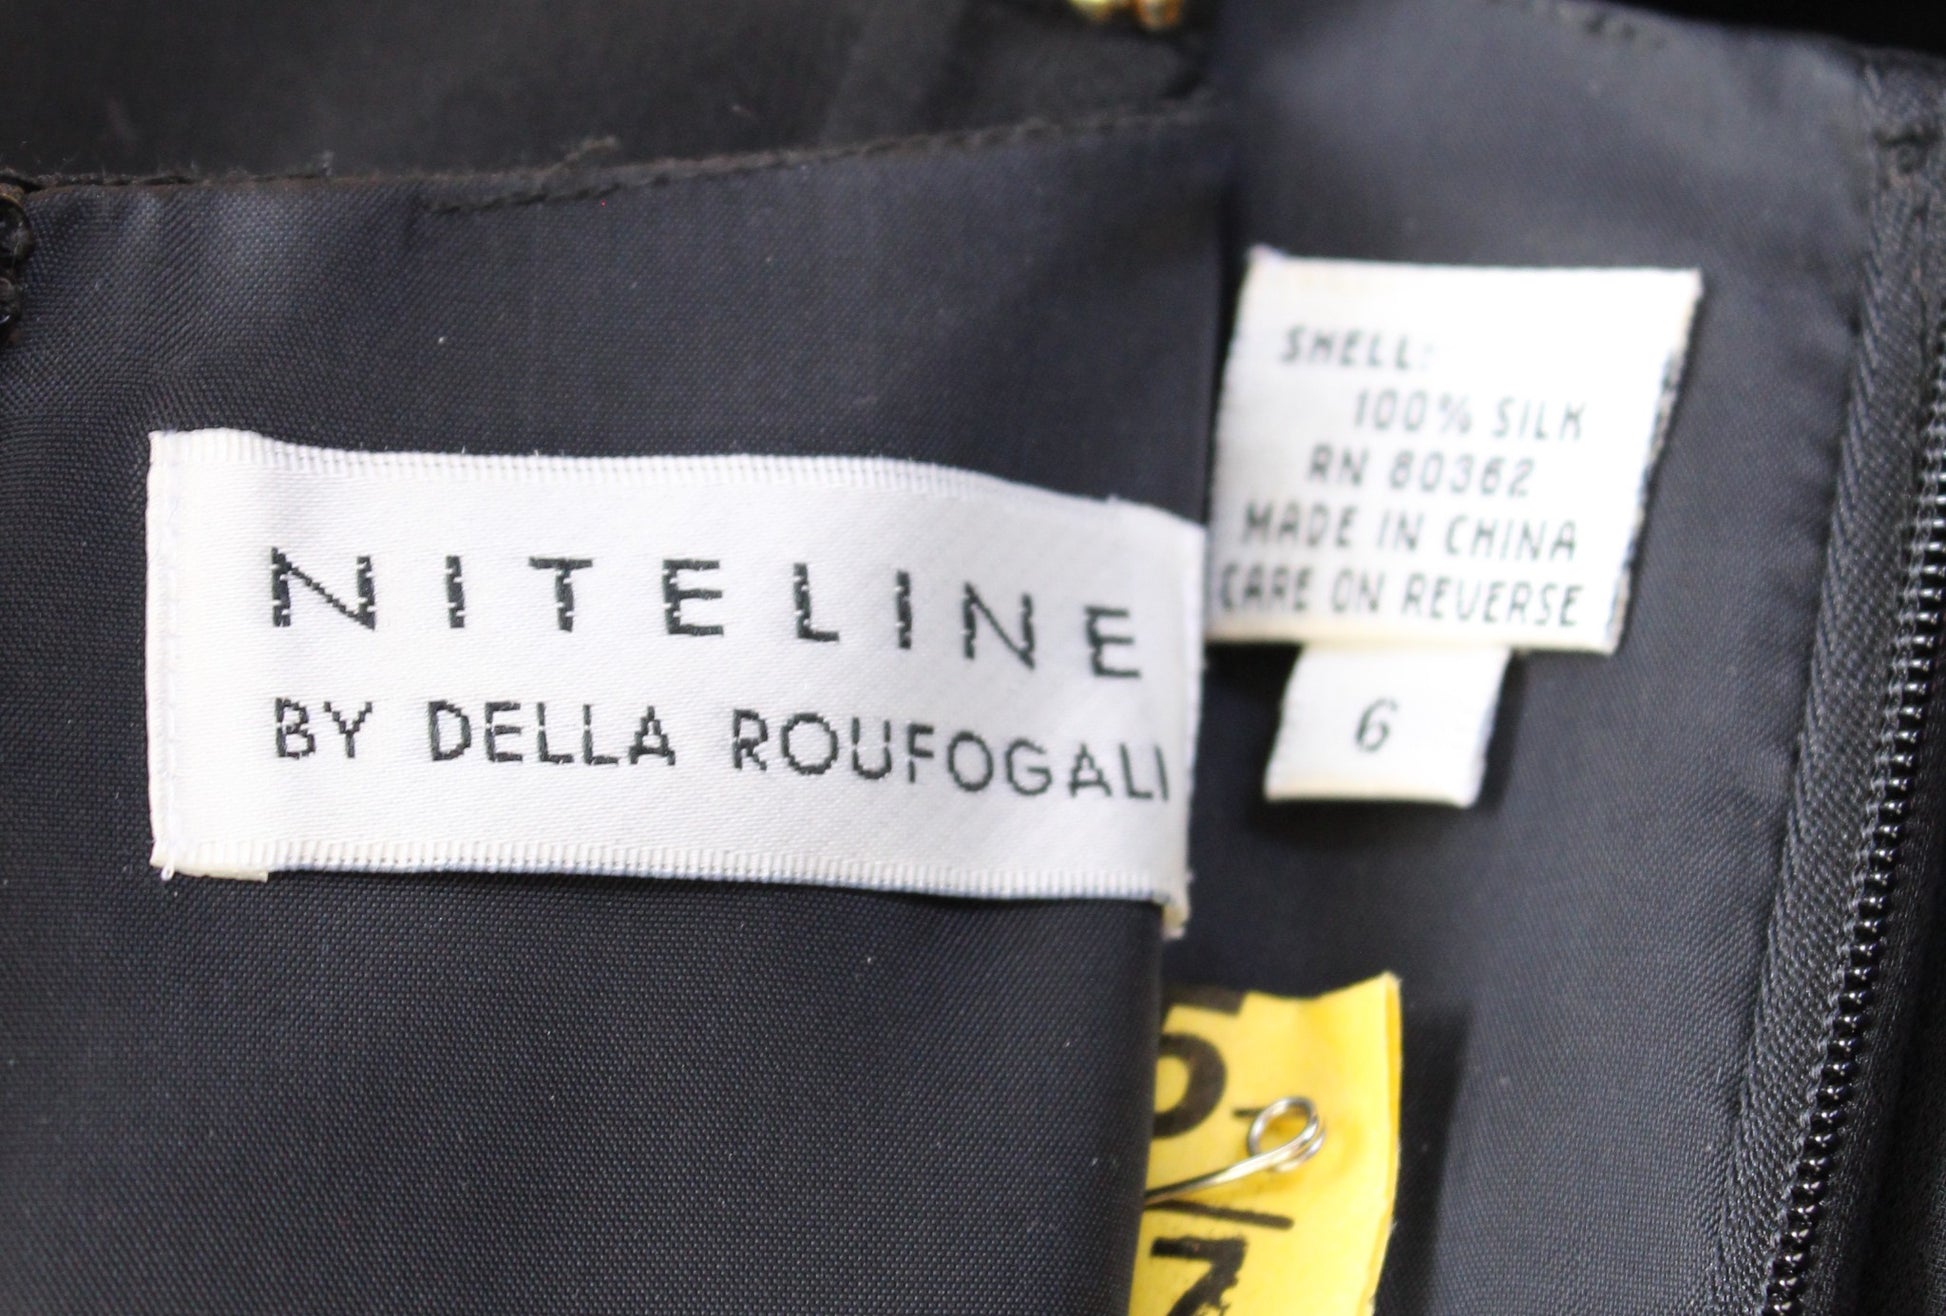 NITELINE
BY DELLA ROUFOGALI
SHELL:
100% SILK
RN 80362
MADE IN CHINA
CARE ON REVERSE
6